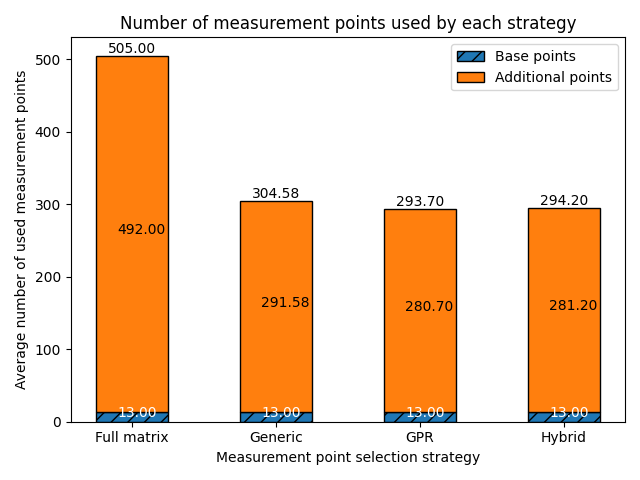 Number of measurement points used by each strategy
Average number of used measurement points
500
400
300
200
100
0
Base points
Additional points
505.00
304.58
293.70
294.20
492.00
291.58
280.70
281.20
13.00
13.00
13.00
13.00
Full matrix
Generic
GPR
Hybrid
Measurement point selection strategy